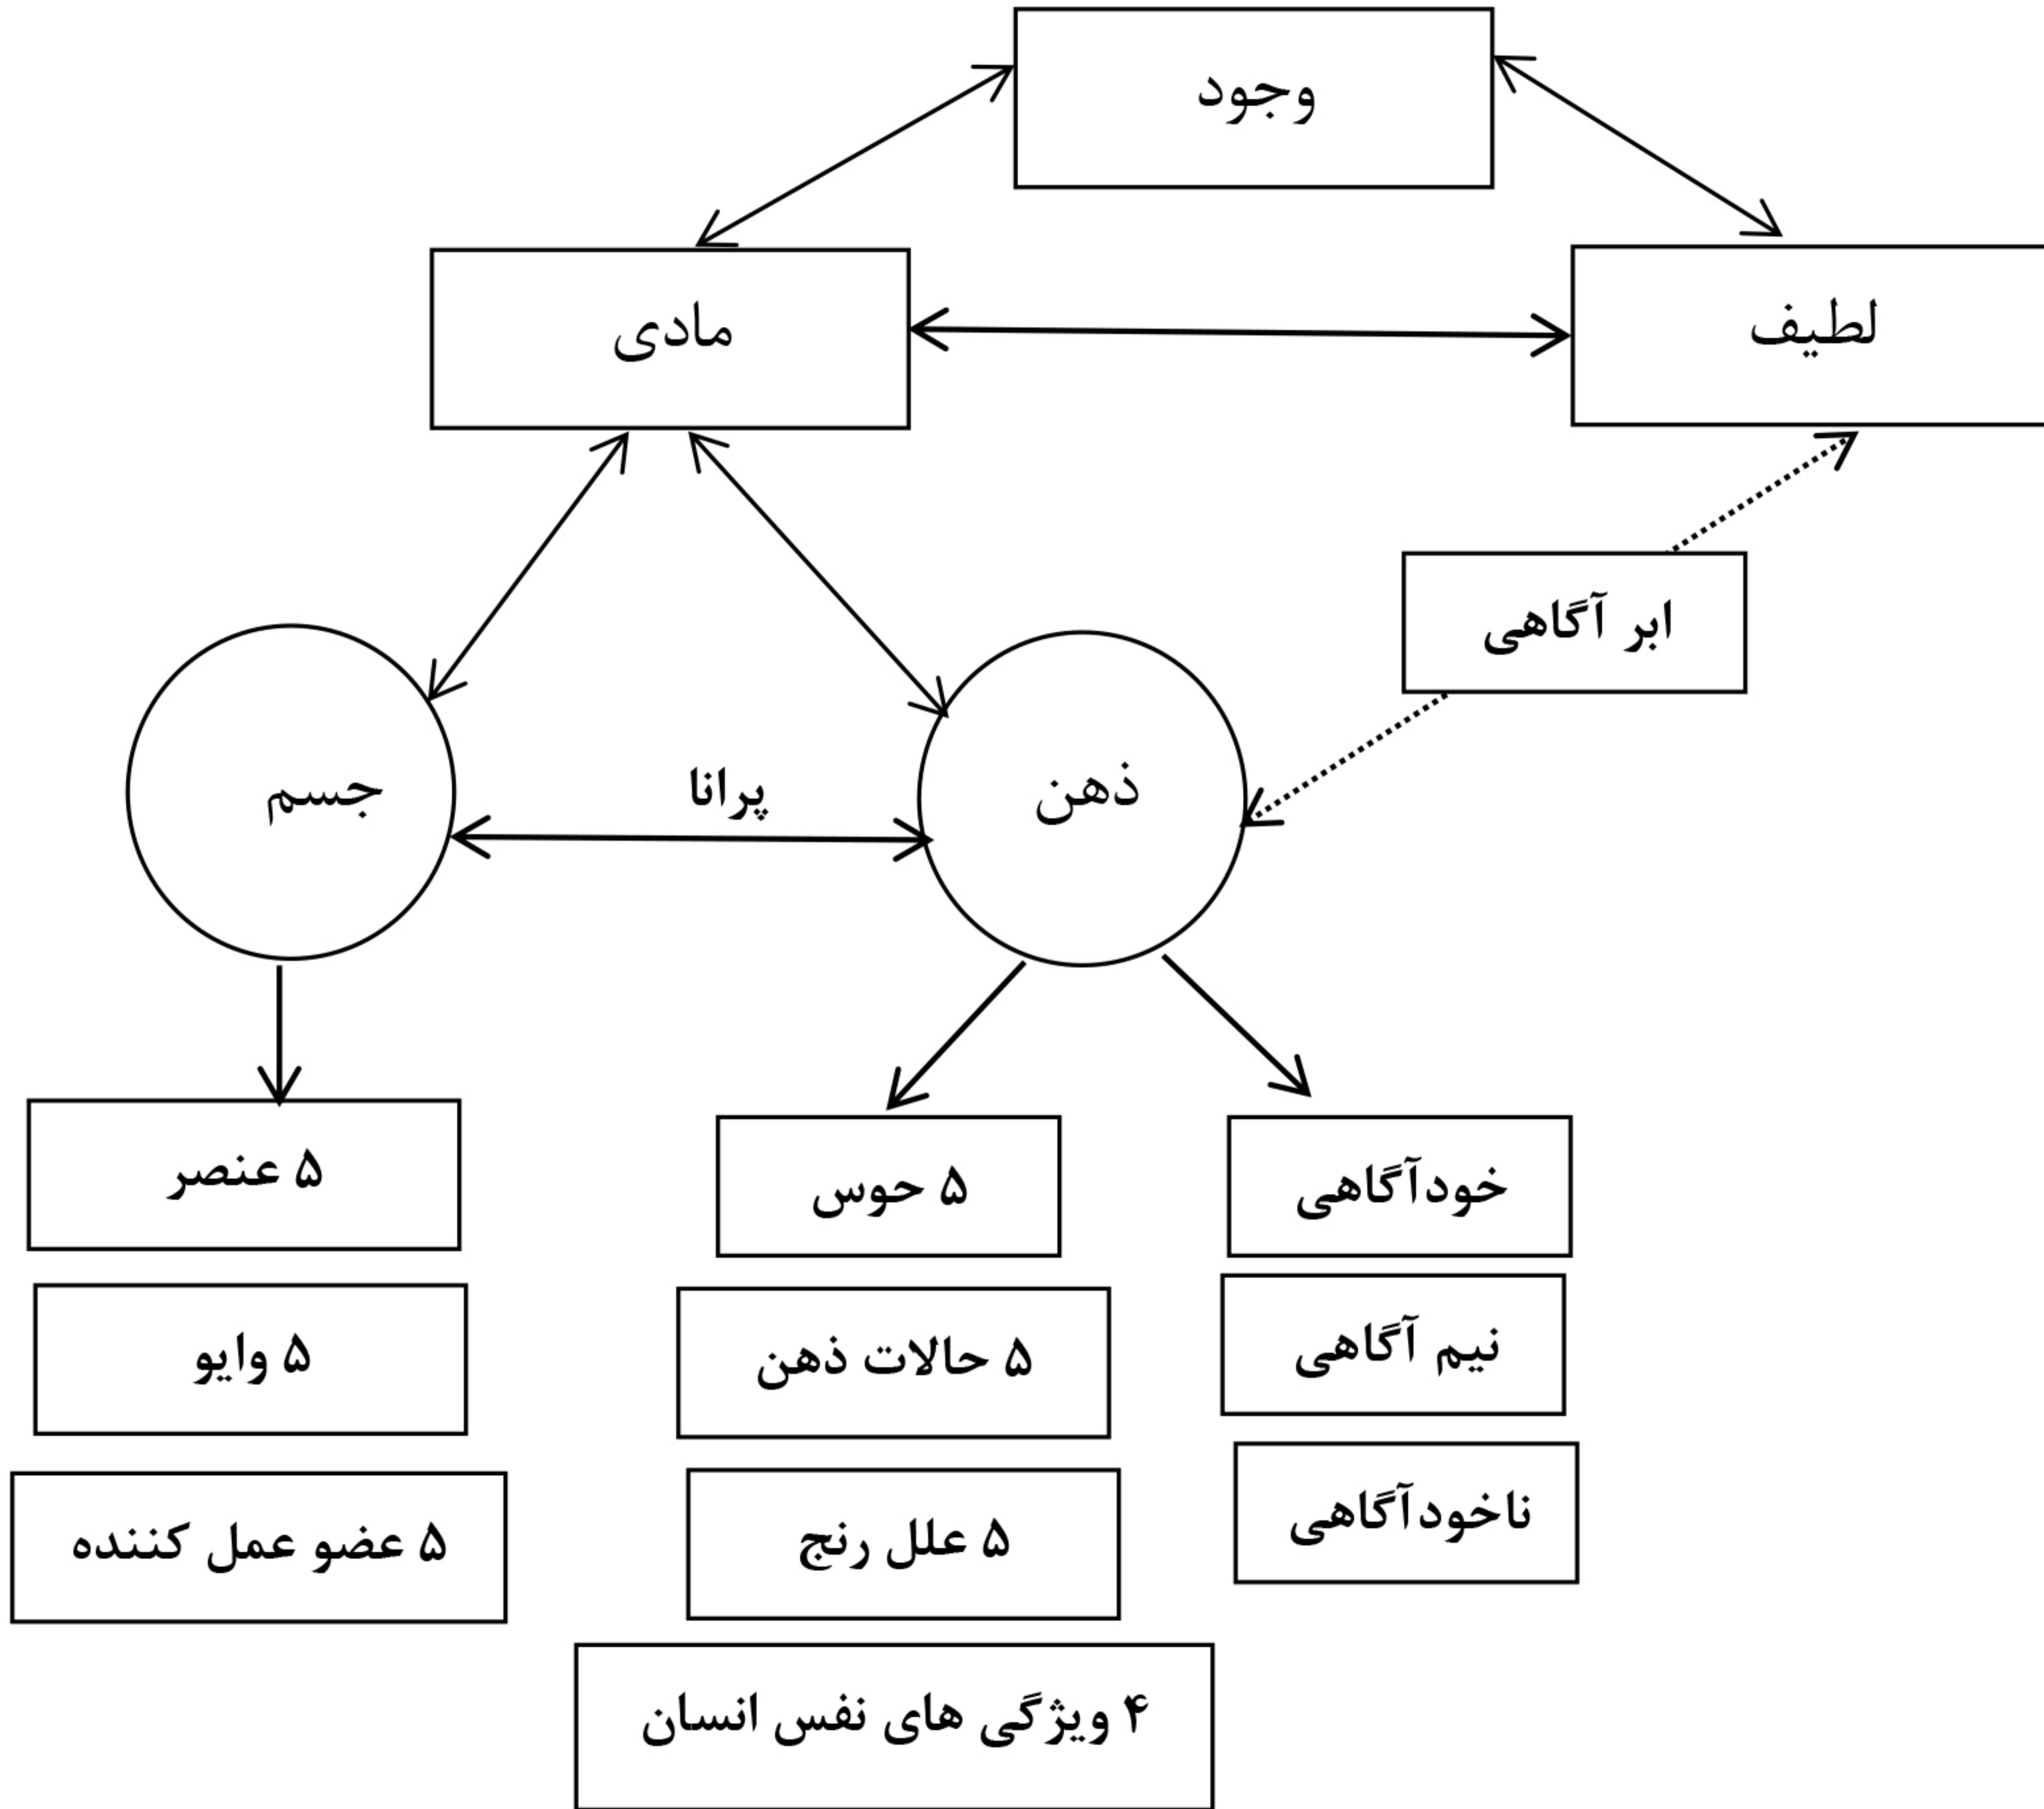 وجود
لطیف
مادی
ابر آگاهی
ذهن
پرانا
جسم
خودآگاهی
نیم آگاهی
ناخودآگاهی
۵ حوس
۵ حالات ذهن
۵ علل رنج
۴ ویژگی های نفس انسان
۵ عنصر
۵ وایو
۵ عضو عمل کننده